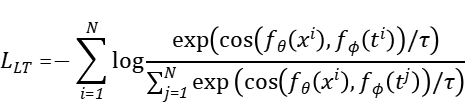 $L_{LT} = -\sum_{i=1}^{N} \log \frac{\exp(\cos(f_\theta(x^i), f_\phi(t^i))/\tau)}{\sum_{j=1}^{N} \exp(\cos(f_\theta(x^i), f_\phi(t^j))/\tau)}$